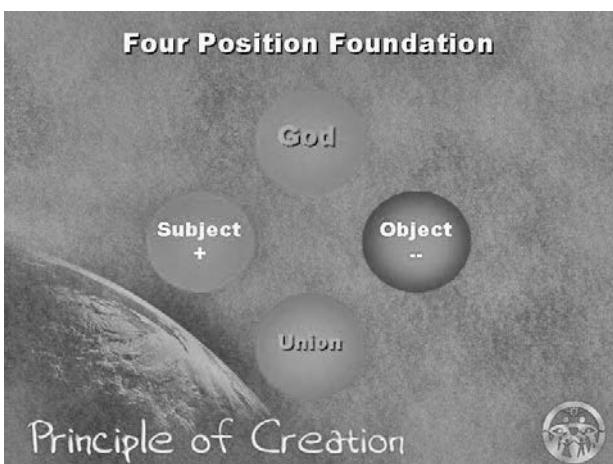 Four Position Foundation
God
Subject
+
Object
--
Union
Principle of Creation